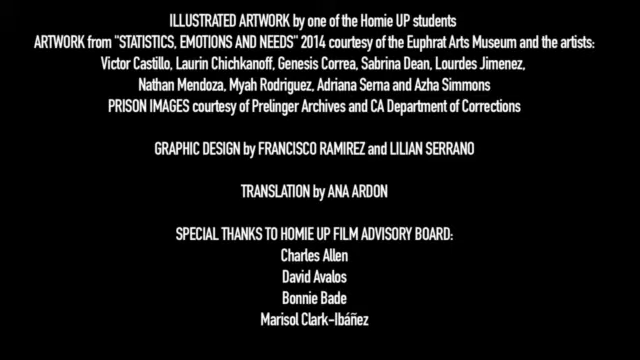 ILLUSTRATED ARTWORK by one of the Homie UP students
ARTWORK from "STATISTICS, EMOTIONS AND NEEDS" 2014 courtesy of the Euphrat Arts Museum and the artists:
Victor Castillo, Laurin Chichkanoff, Genesis Correa, Sabrina Dean, Lourdes Jimenez,
Nathan Mendoza, Myah Rodriguez, Adriana Serna and Azha Simmons
PRISON IMAGES courtesy of Prelinger Archives and CA Department of Corrections
GRAPHIC DESIGN by FRANCISCO RAMIREZ and LILIAN SERRANO
TRANSLATION by ANA ARDON
SPECIAL THANKS TO HOMIE UP FILM ADVISORY BOARD:
Charles Allen
David Avalos
Bonnie Bade
Marisol Clark-Ibáñez